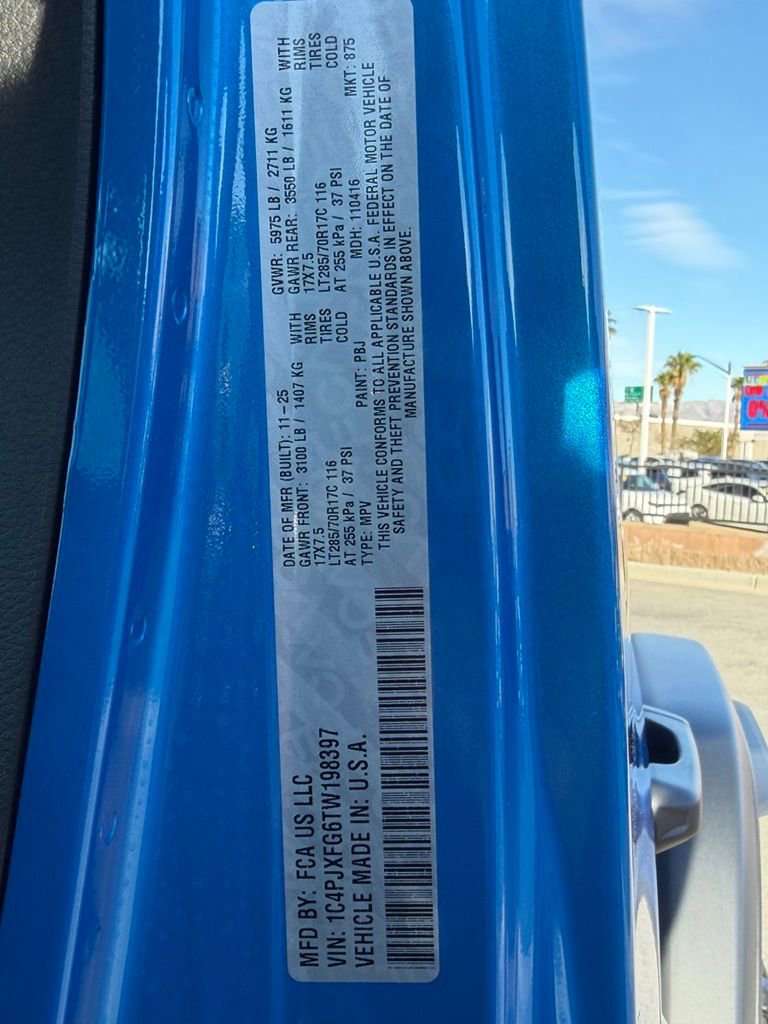 MFD BY: FCA US LLC
VIN: 1C4PJXFG6TW198397
VEHICLE MADE IN: U.S.A.
DATE OF MFR (BUILT): 11-25
GAWR FRONT: 3100 LB / 1407 KG WITH
17X7.5 RIMS
LT285/70R17C 116 TIRES
AT 255 kPa / 37 PSI COLD
TYPE: MPV PAINT: PBJ
GVWR: 5975 LB / 2711 KG
GAWR REAR: 3550 LB / 1611 KG WITH
17X7.5 RIMS
LT285/70R17C 116 TIRES
AT 255 kPa / 37 PSI COLD
MDH: 110416 MKT: 875
THIS VEHICLE CONFORMS TO ALL APPLICABLE U.S.A. FEDERAL MOTOR VEHICLE
SAFETY AND THEFT PREVENTION STANDARDS IN EFFECT ON THE DATE OF
MANUFACTURE SHOWN ABOVE.